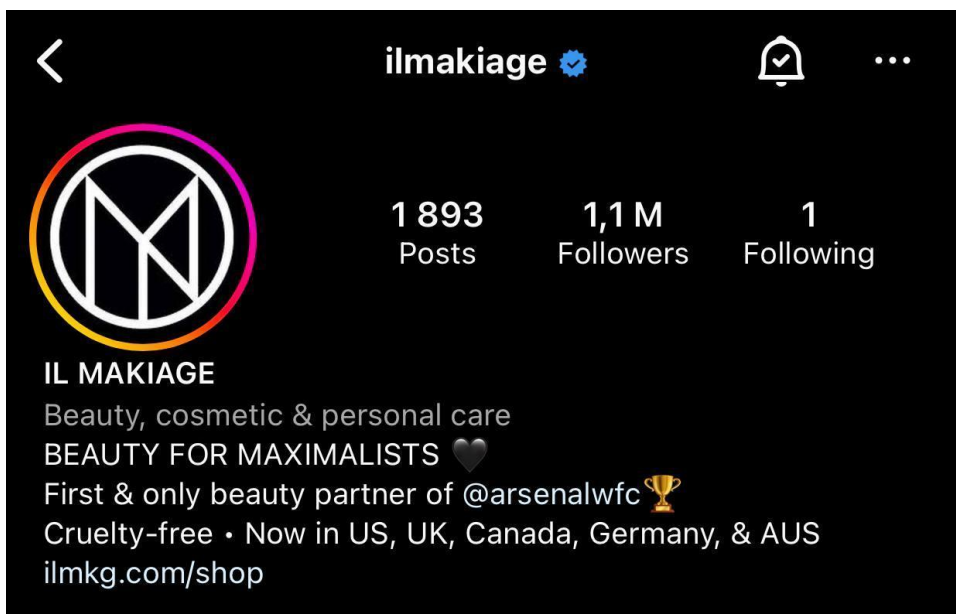 ilmakiage
1 893 1,1 M 1
Posts Followers Following
IL MAKIAGE
Beauty, cosmetic & personal care
BEAUTY FOR MAXIMALISTS 🖤
First & only beauty partner of @arsenalwfc🏆
Cruelty-free • Now in US, UK, Canada, Germany, & AUS
ilmkg.com/shop